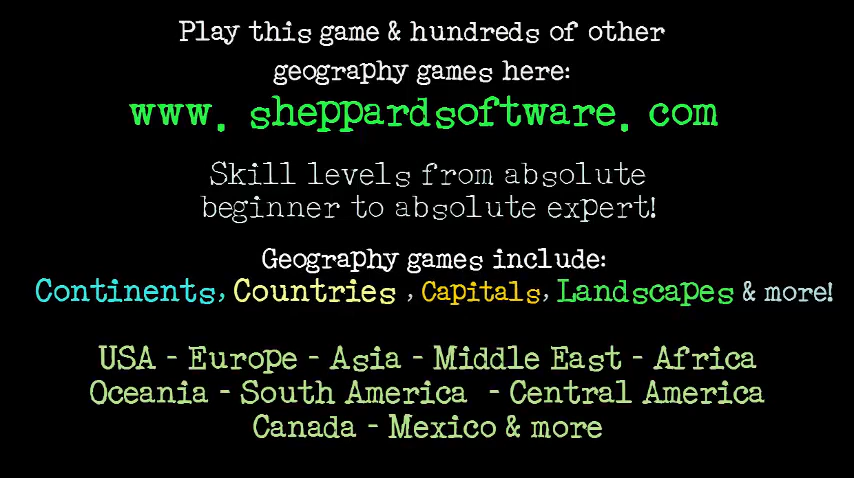 Play this game & hundreds of other
geography games here:
www. sheppardsoftware. com
Skill levels from absolute
beginner to absolute expert!
Geography games include:
Continents, Countries , Capitals, Landscapes & more!
USA - Europe - Asia - Middle East - Africa
Oceania - South America - Central America
Canada - Mexico & more